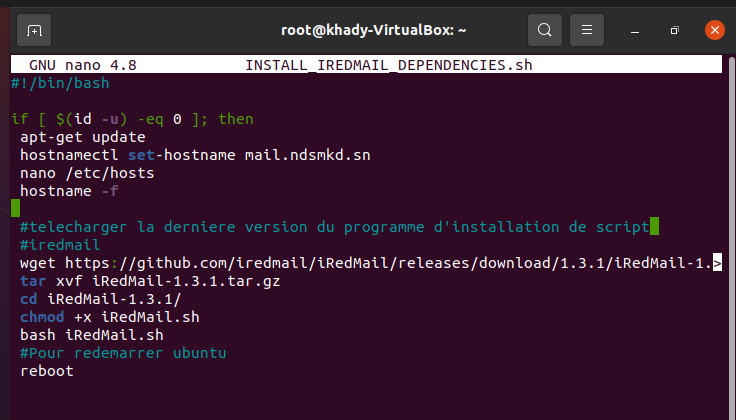 root@khady-VirtualBox: ~
GNU nano 4.8 INSTALL_IREDMAIL_DEPENDENCIES.sh
#!/bin/bash
if [ $(id -u) -eq 0 ]; then
apt-get update
hostnamectl set-hostname mail.ndsmkd.sn
nano /etc/hosts
hostname -f
#telecharger la derniere version du programme d'installation de script
#iredmail
wget https://github.com/iredmail/iRedMail/releases/download/1.3.1/iRedMail-1.>
tar xvf iRedMail-1.3.1.tar.gz
cd iRedMail-1.3.1/
chmod +x iRedMail.sh
bash iRedMail.sh
#Pour redemarrer ubuntu
reboot